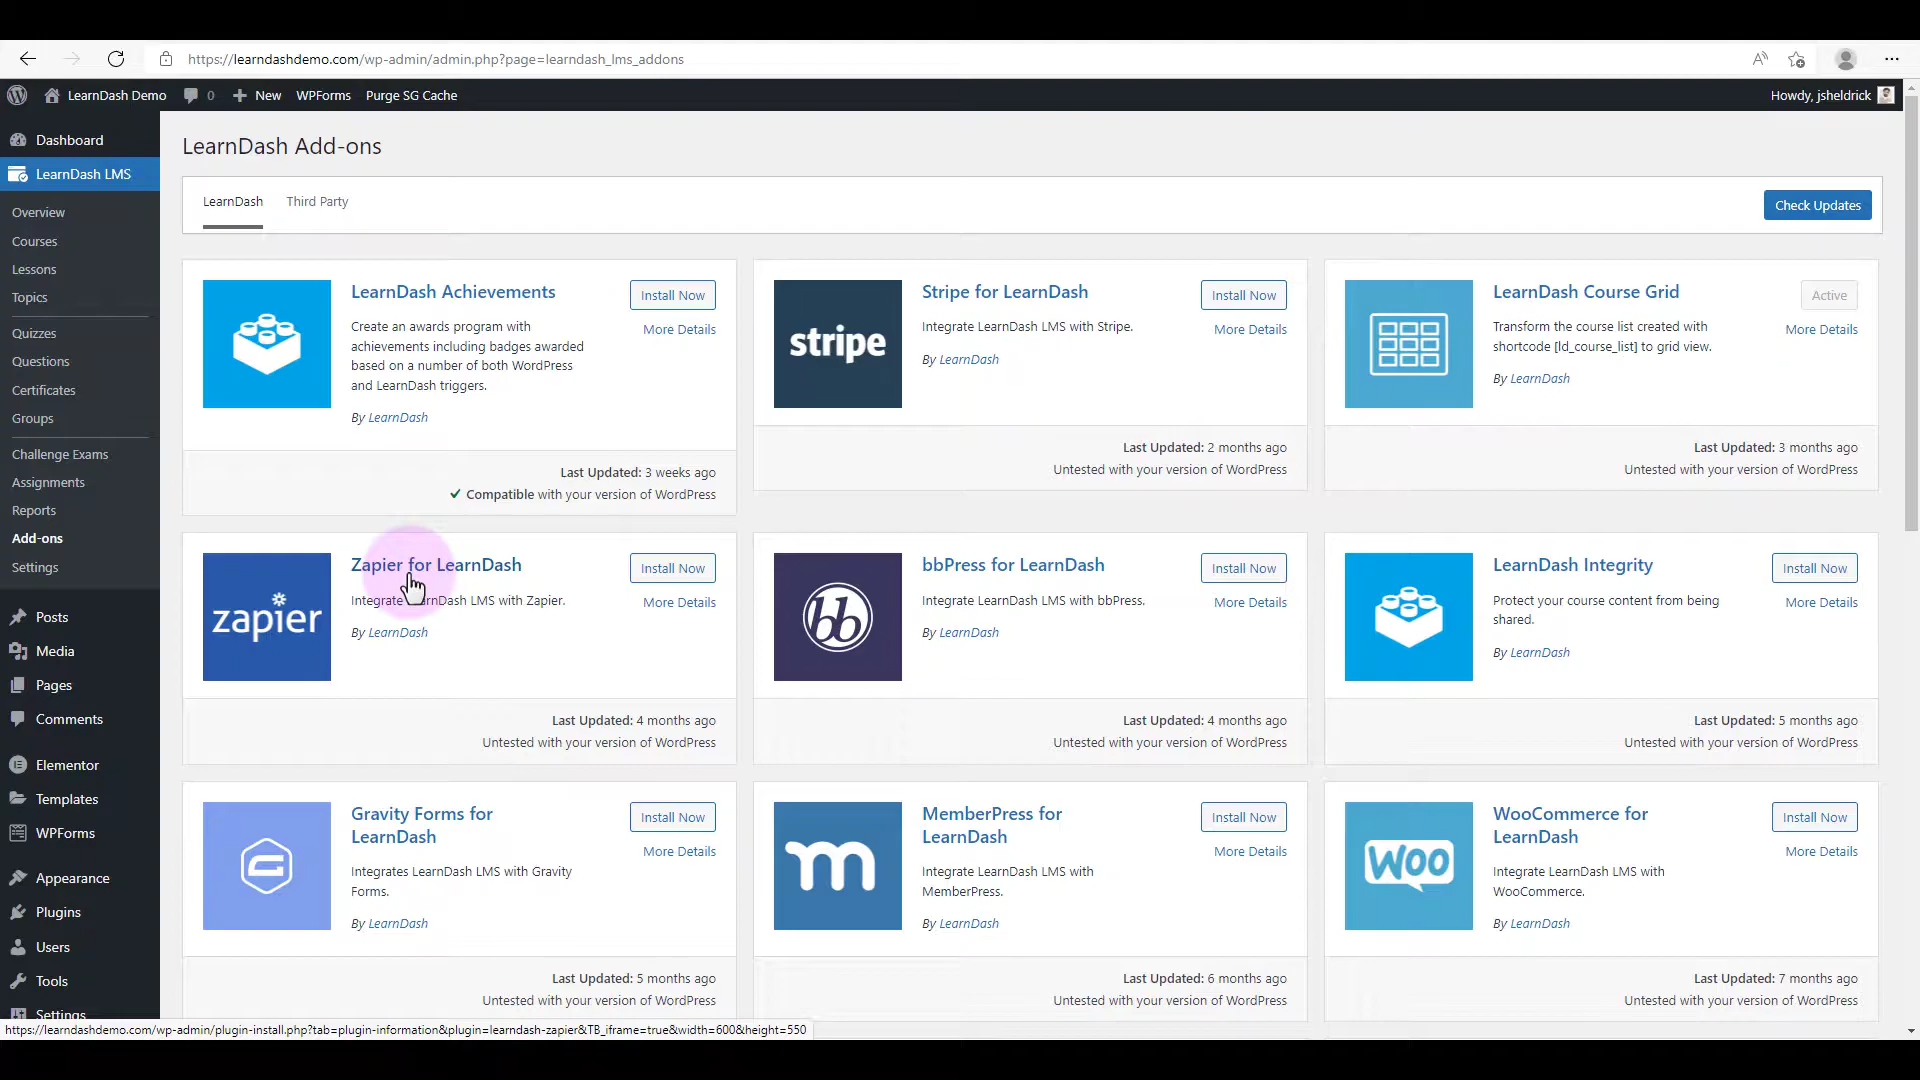 https://learndashdemo.com/wp-admin/admin.php?page=learndash_lms_addons
LearnDash Demo
0
New
WPForms
Purge SG Cache
Howdy, jsheldrick
Dashboard
LearnDash LMS
Overview
Courses
Lessons
Topics
Quizzes
Questions
Certificates
Groups
Challenge Exams
Assignments
Reports
Add-ons
Settings
Posts
Media
Pages
Comments
Elementor
Templates
WPForms
Appearance
Plugins
Users
Tools
Settings
LearnDash Add-ons
LearnDash
Third Party
Check Updates
LearnDash Achievements
Install Now
More Details
Create an awards program with
achievements including badges awarded
based on a number of both WordPress
and LearnDash triggers.
By LearnDash
Last Updated: 3 weeks ago
Compatible with your version of WordPress
stripe
Stripe for LearnDash
Install Now
More Details
Integrate LearnDash LMS with Stripe.
By LearnDash
Last Updated: 2 months ago
Untested with your version of WordPress
LearnDash Course Grid
Active
More Details
Transform the course list created with
shortcode [ld_course_list] to grid view.
By LearnDash
Last Updated: 3 months ago
Untested with your version of WordPress
zapier
Zapier for LearnDash
Install Now
More Details
Integrate LearnDash LMS with Zapier.
By LearnDash
Last Updated: 4 months ago
Untested with your version of WordPress
bb
bbPress for LearnDash
Install Now
More Details
Integrate LearnDash LMS with bbPress.
By LearnDash
Last Updated: 4 months ago
Untested with your version of WordPress
LearnDash Integrity
Install Now
More Details
Protect your course content from being
shared.
By LearnDash
Last Updated: 5 months ago
Untested with your version of WordPress
Gravity Forms for
LearnDash
Install Now
More Details
Integrates LearnDash LMS with Gravity
Forms.
By LearnDash
Last Updated: 5 months ago
Untested with your version of WordPress
m
MemberPress for
LearnDash
Install Now
More Details
Integrate LearnDash LMS with
MemberPress.
By LearnDash
Last Updated: 6 months ago
Untested with your version of WordPress
WOO
WooCommerce for
LearnDash
Install Now
More Details
Integrate LearnDash LMS with
WooCommerce.
By LearnDash
Last Updated: 7 months ago
Untested with your version of WordPress
https://learndashdemo.com/wp-admin/plugin-install.php?tab=plugin-information&plugin=learndash-zapier&TB_iframe=true&width=600&height=550